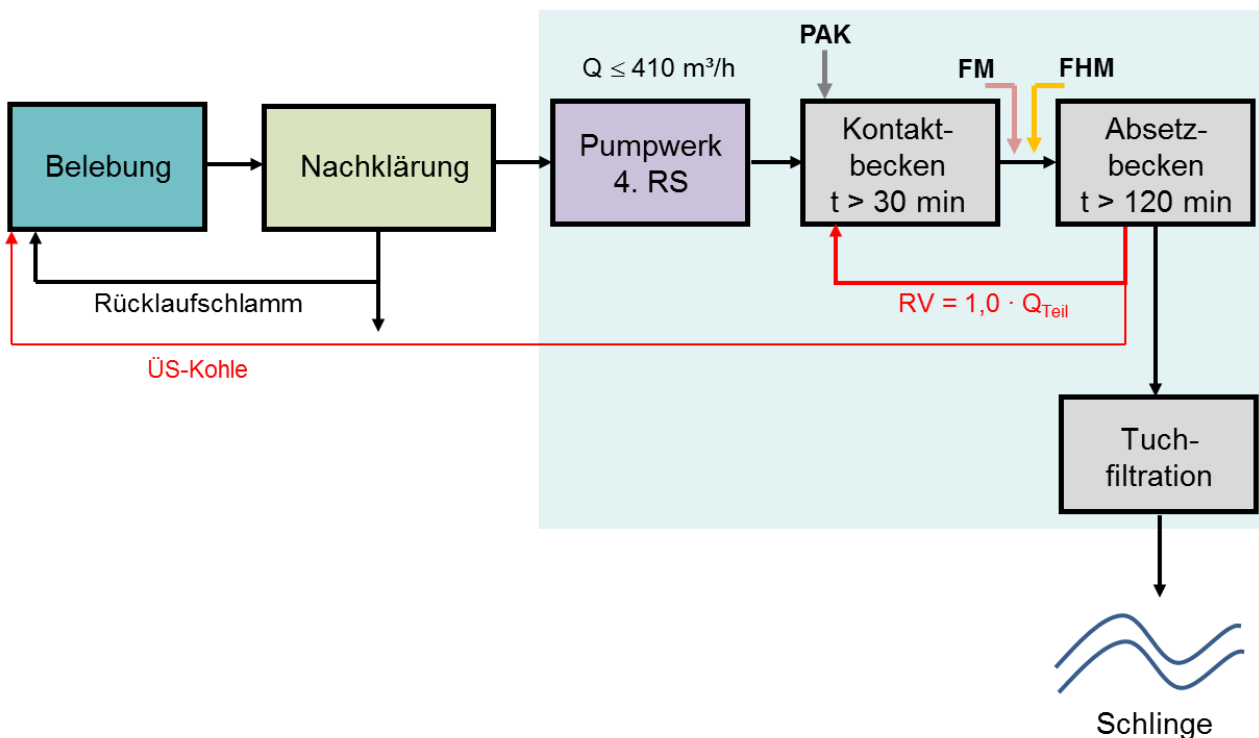 PAK
Q ≤ 410 m³/h
FM
FHM
Belebung
Nachklärung
Pumpwerk
4. RS
Kontakt-
becken
t > 30 min
Absetz-
becken
t > 120 min
Rücklaufschlamm
RV = 1,0 · QTeil
ÜS-Kohle
Tuch-
filtration
Schlinge